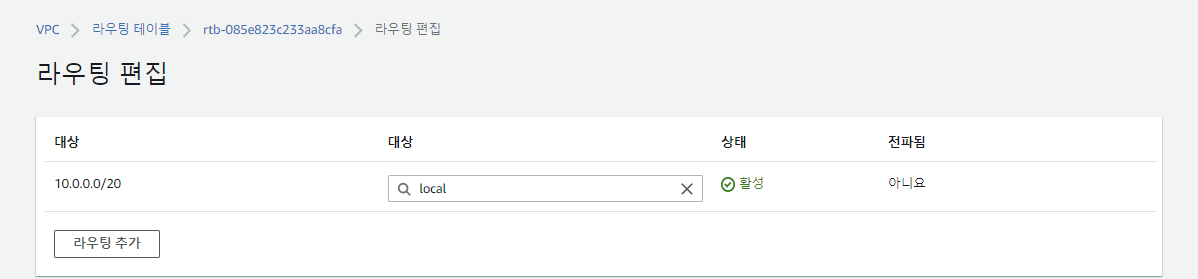 VPC > 라우팅 테이블 > rtb-085e823c233aa8cfa > 라우팅 편집
라우팅 편집
대상 대상 상태 전파됨
10.0.0.0/20 local 활성 아니요
라우팅 추가